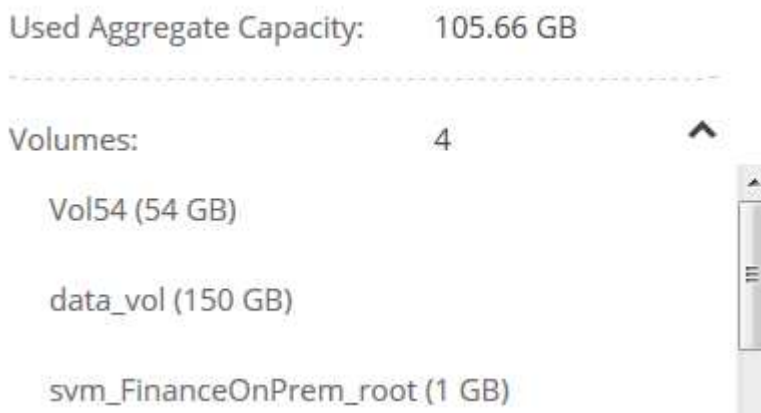 Used Aggregate Capacity: 105.66 GB
Volumes: 4
Vol54 (54 GB)
data_vol (150 GB)
svm_FinanceOnPrem_root (1 GB)